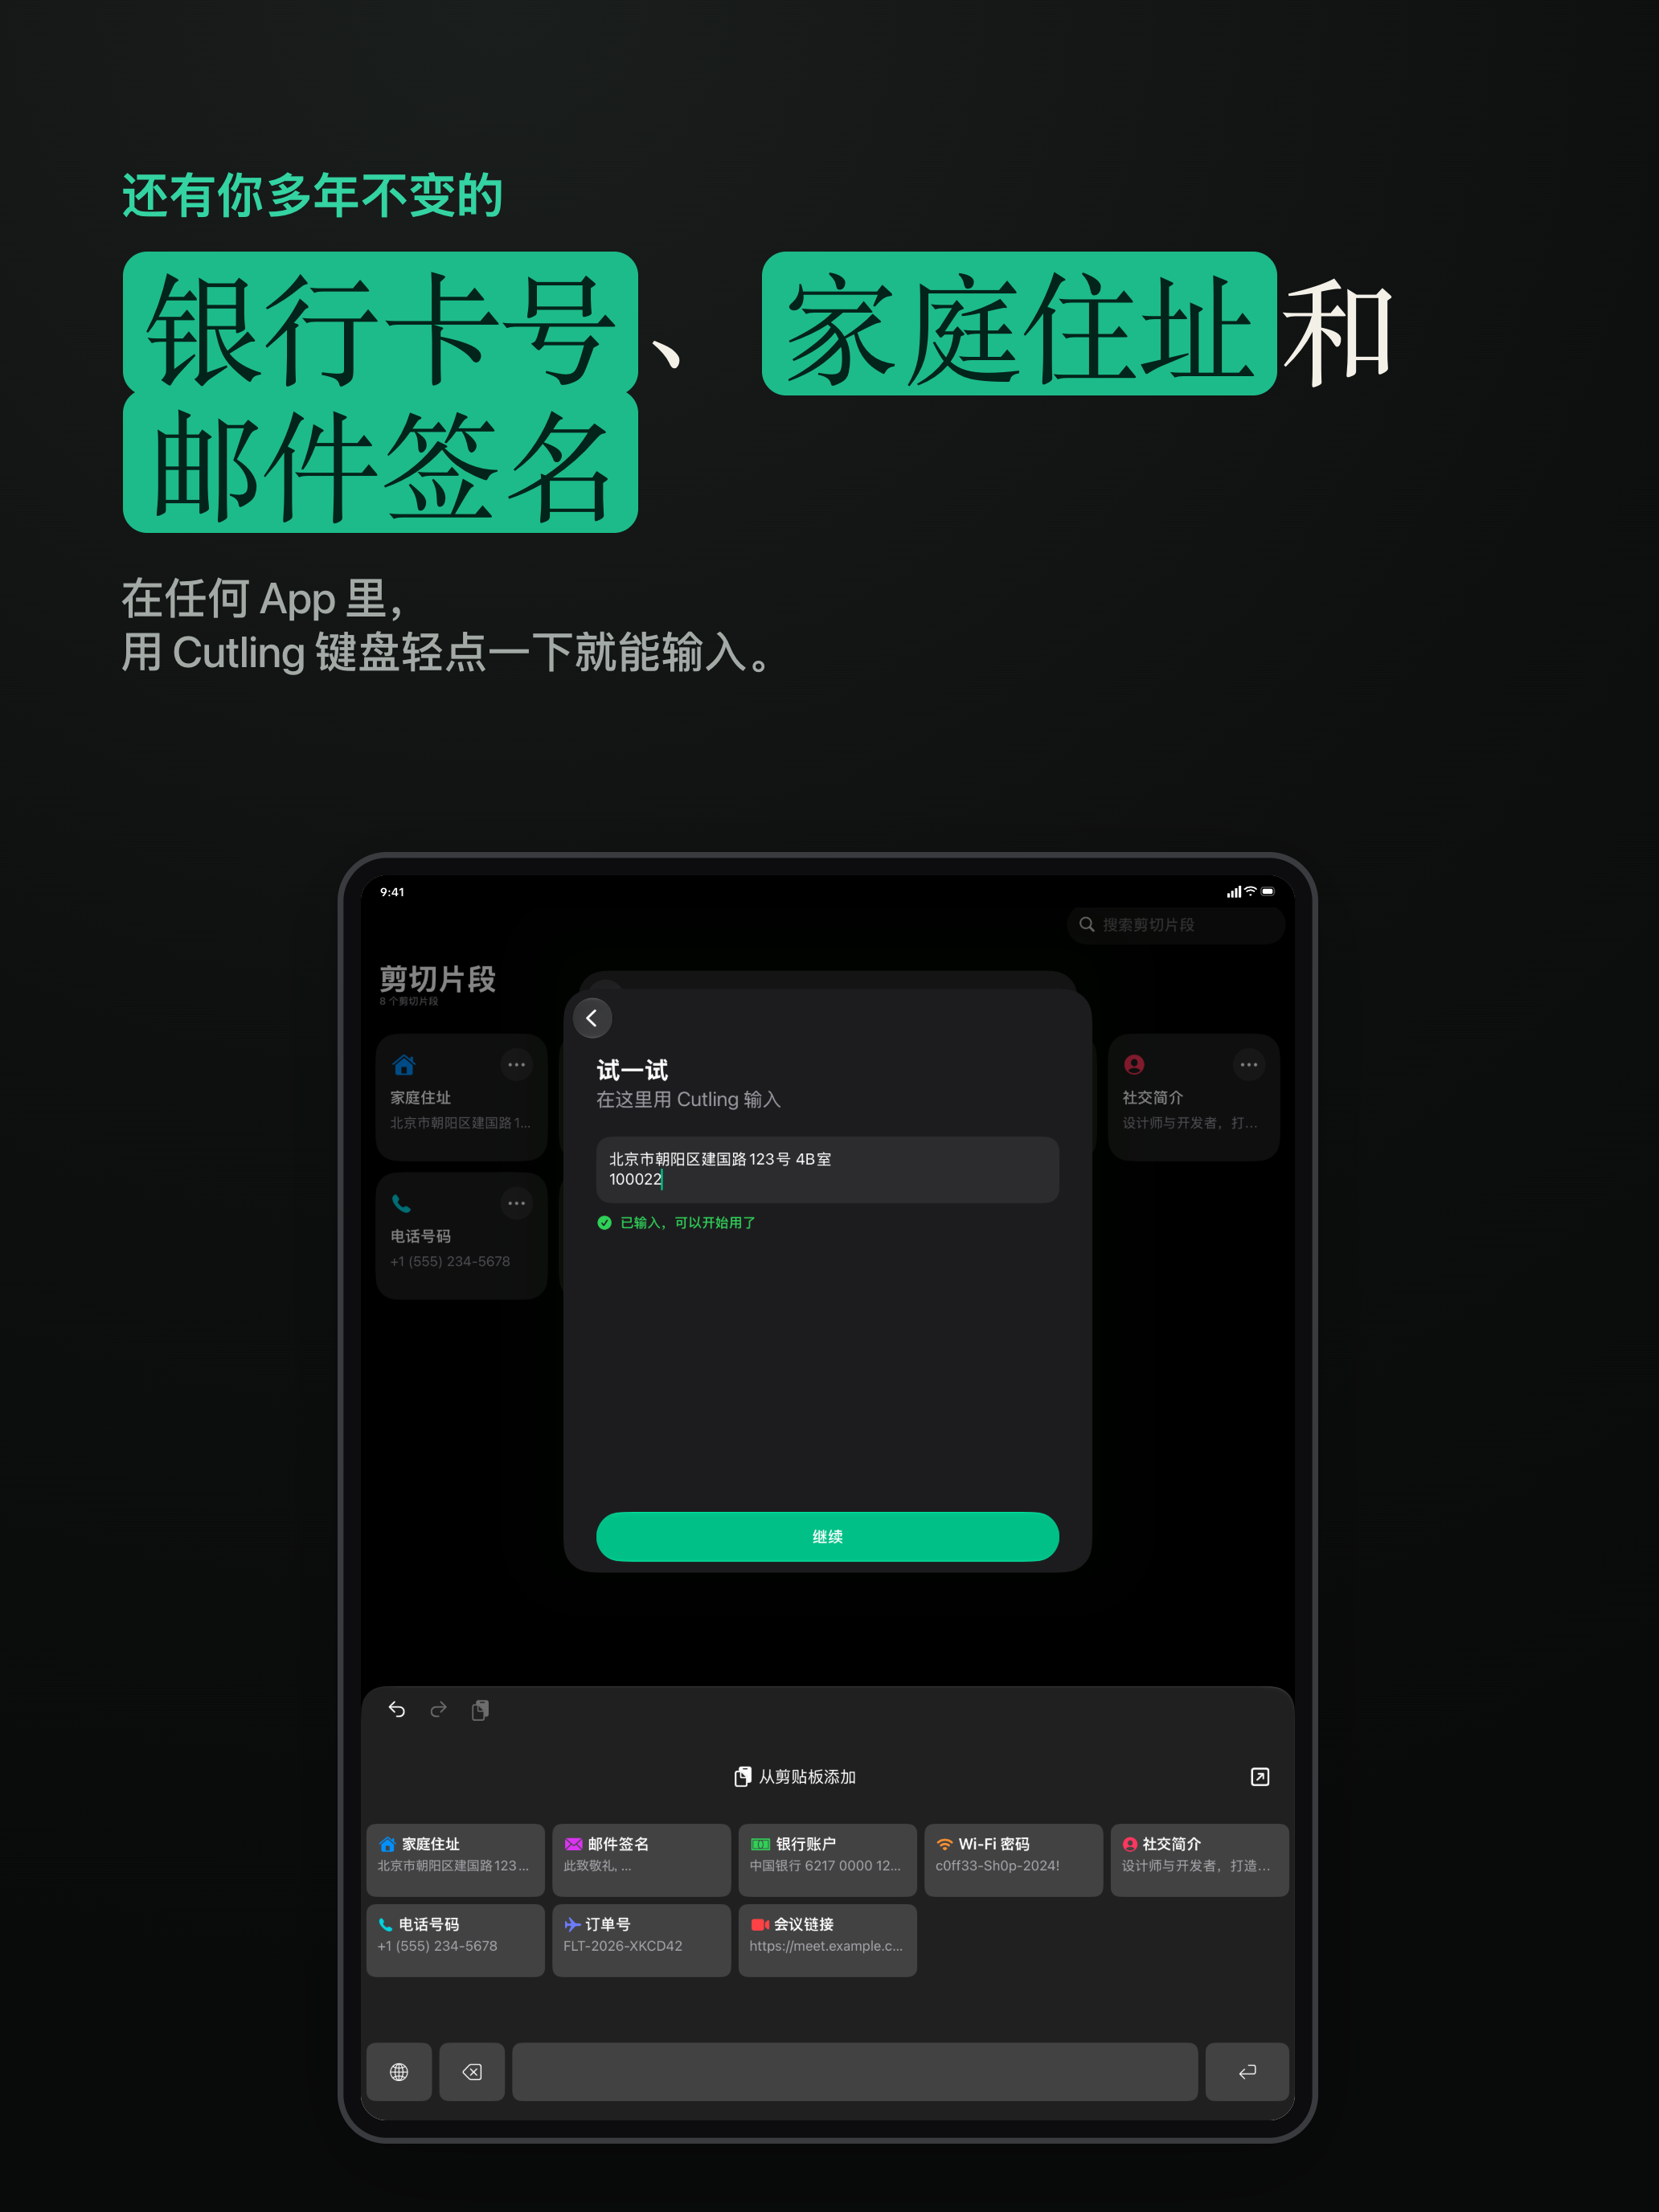 还有你多年不变的
银行卡号、家庭住址和
邮件签名
在任何 App 里，
用 Cutling 键盘轻点一下就能输入。
9:41
搜索剪切片段
剪切片段
8 个剪切片段
家庭住址
北京市朝阳区建国路1...
社交简介
设计师与开发者，打...
电话号码
+1 (555) 234-5678
试一试
在这里用 Cutling 输入
北京市朝阳区建国路123号 4B室
100022
已输入，可以开始用了
继续
从剪贴板添加
家庭住址
北京市朝阳区建国路123...
邮件签名
此致敬礼, ...
银行账户
中国银行 6217 0000 12...
Wi-Fi 密码
c0ff33-Sh0p-2024!
社交简介
设计师与开发者，打造...
电话号码
+1 (555) 234-5678
订单号
FLT-2026-XKCD42
会议链接
https://meet.example.c...